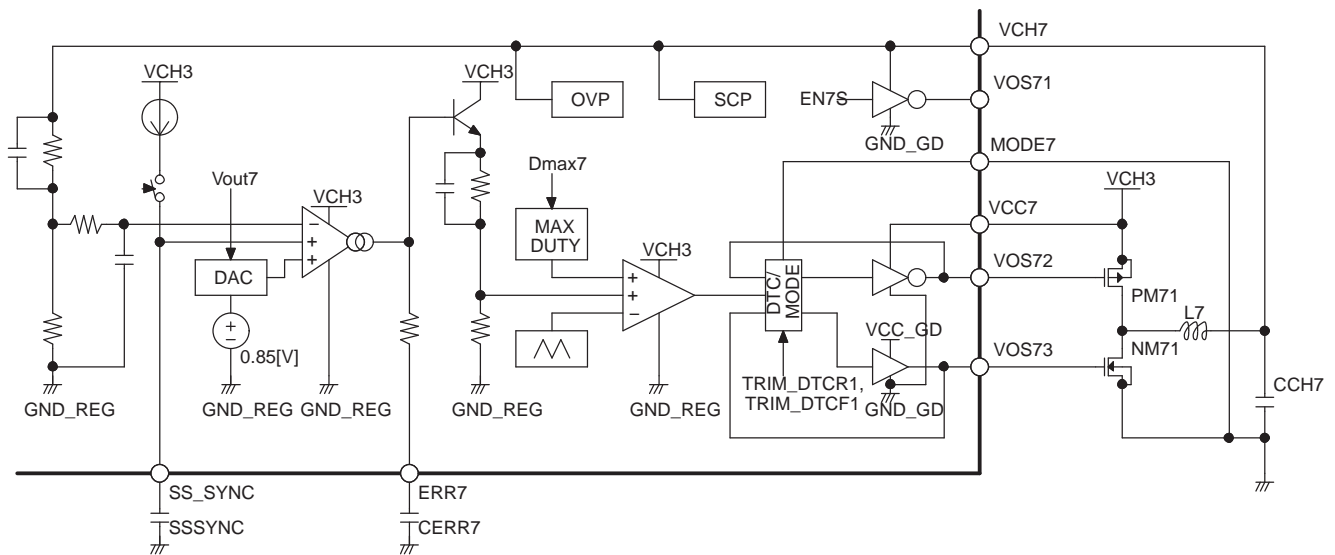 VCH7
VCH3
VCH3
OVP
SCP
EN7S
VOS71
GND_GD
MODE7
VCH3
Vout7
Dmax7
VCH3
MAX
DUTY
VCH3
VCC7
DAC
DTC/
MODE
VOS72
PM71
L7
0.85[V]
VCC_GD
NM71
VOS73
TRIM_DTCR1,
TRIM_DTCF1
GND_GD
CCH7
GND_REG
GND_REG
GND_REG
GND_REG
GND_REG
SS_SYNC
ERR7
SSSYNC
CERR7